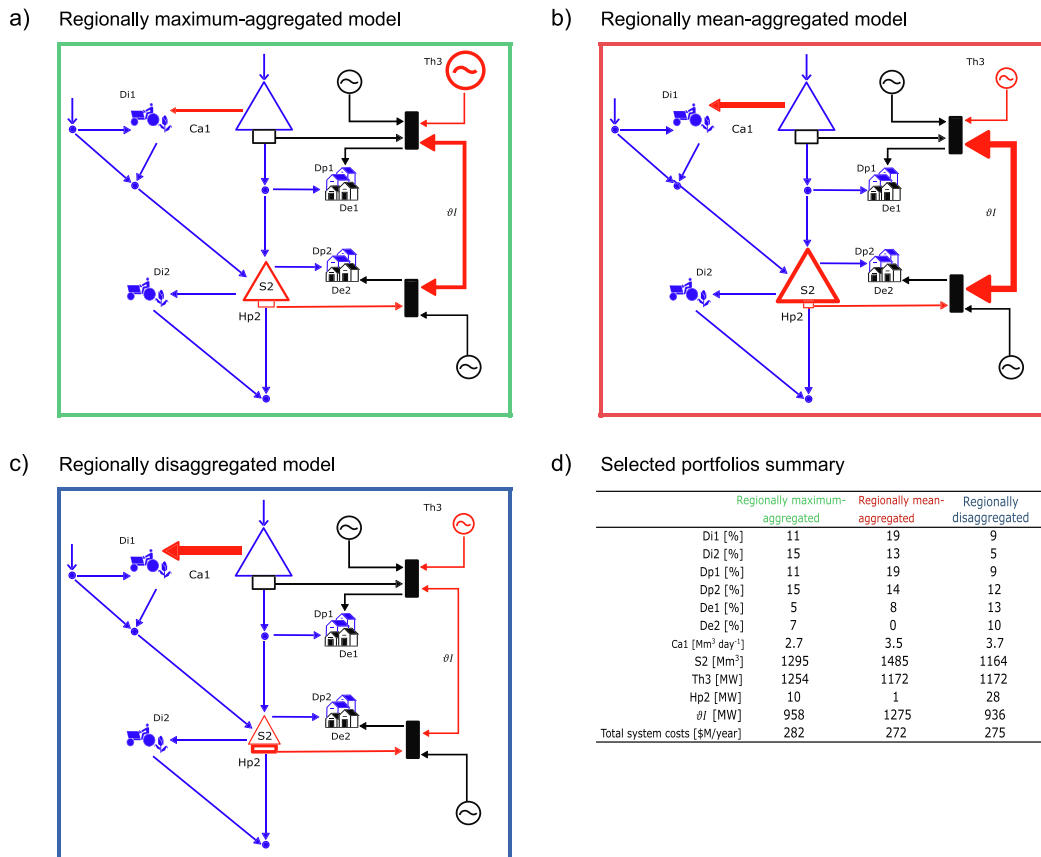 a) Regionally maximum-aggregated model
Th3
Di1
Ca1
Dp1
De1
ϑI
Dp2
Di2
S2
De2
Hp2
b) Regionally mean-aggregated model
Th3
Di1
Ca1
Dp1
De1
ϑI
Dp2
Di2
S2
De2
Hp2
c) Regionally disaggregated model
Th3
Di1
Ca1
Dp1
De1
ϑI
Dp2
Di2
S2
De2
Hp2
d) Selected portfolios summary
Regionally maximum-aggregated Regionally mean-aggregated Regionally disaggregated
Di1 [%] 11 19 9
Di2 [%] 15 13 5
Dp1 [%] 11 19 9
Dp2 [%] 15 14 12
De1 [%] 5 8 13
De2 [%] 7 0 10
Ca1 [Mm³ day⁻¹] 2.7 3.5 3.7
S2 [Mm³] 1295 1485 1164
Th3 [MW] 1254 1172 1172
Hp2 [MW] 10 1 28
ϑI [MW] 958 1275 936
Total system costs [$M/year] 282 272 275